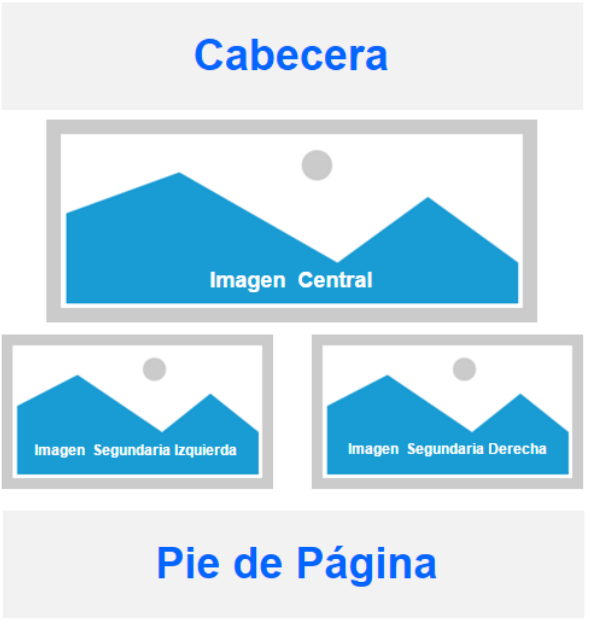 Cabecera
Imagen  Central
Imagen  Segundaria Izquierda
Imagen  Segundaria Derecha
Pie de Página